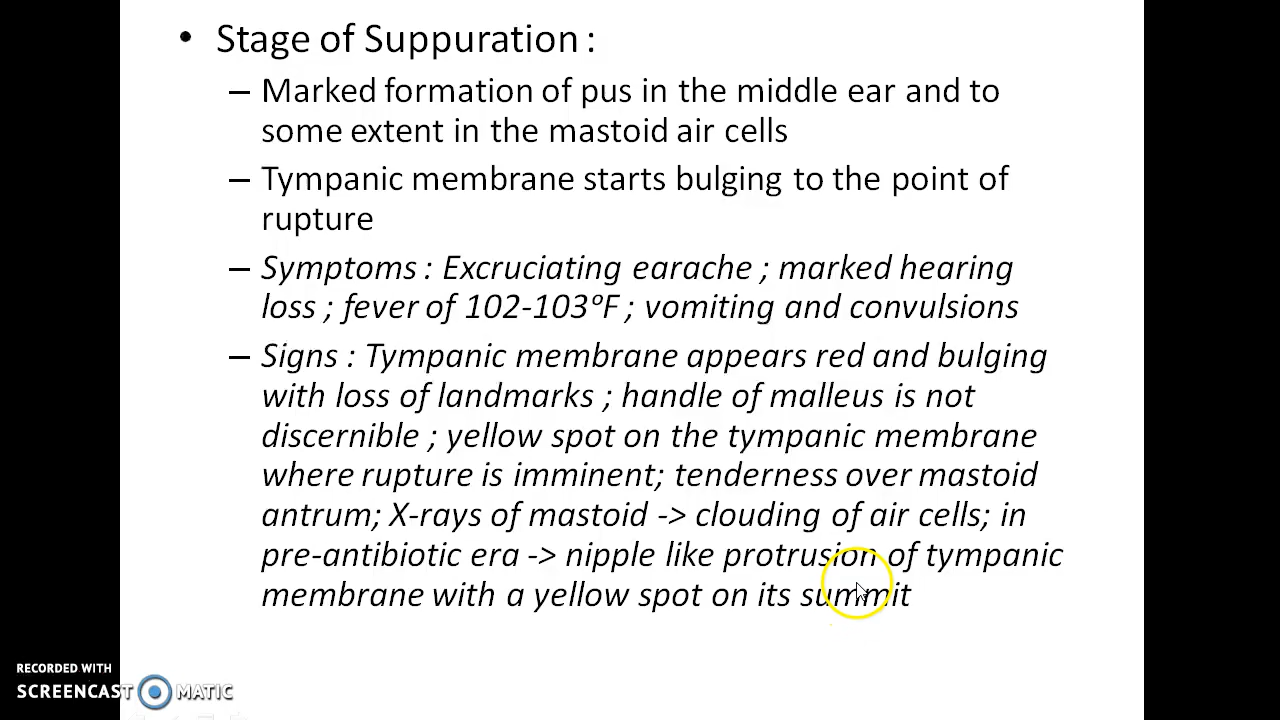 • Stage of Suppuration :
– Marked formation of pus in the middle ear and to
some extent in the mastoid air cells
– Tympanic membrane starts bulging to the point of
rupture
– Symptoms : Excruciating earache ; marked hearing
loss ; fever of 102-103ºF ; vomiting and convulsions
– Signs : Tympanic membrane appears red and bulging
with loss of landmarks ; handle of malleus is not
discernible ; yellow spot on the tympanic membrane
where rupture is imminent; tenderness over mastoid
antrum; X-rays of mastoid -> clouding of air cells; in
pre-antibiotic era -> nipple like protrusion of tympanic
membrane with a yellow spot on its summit
RECORDED WITH
SCREENCAST MATIC